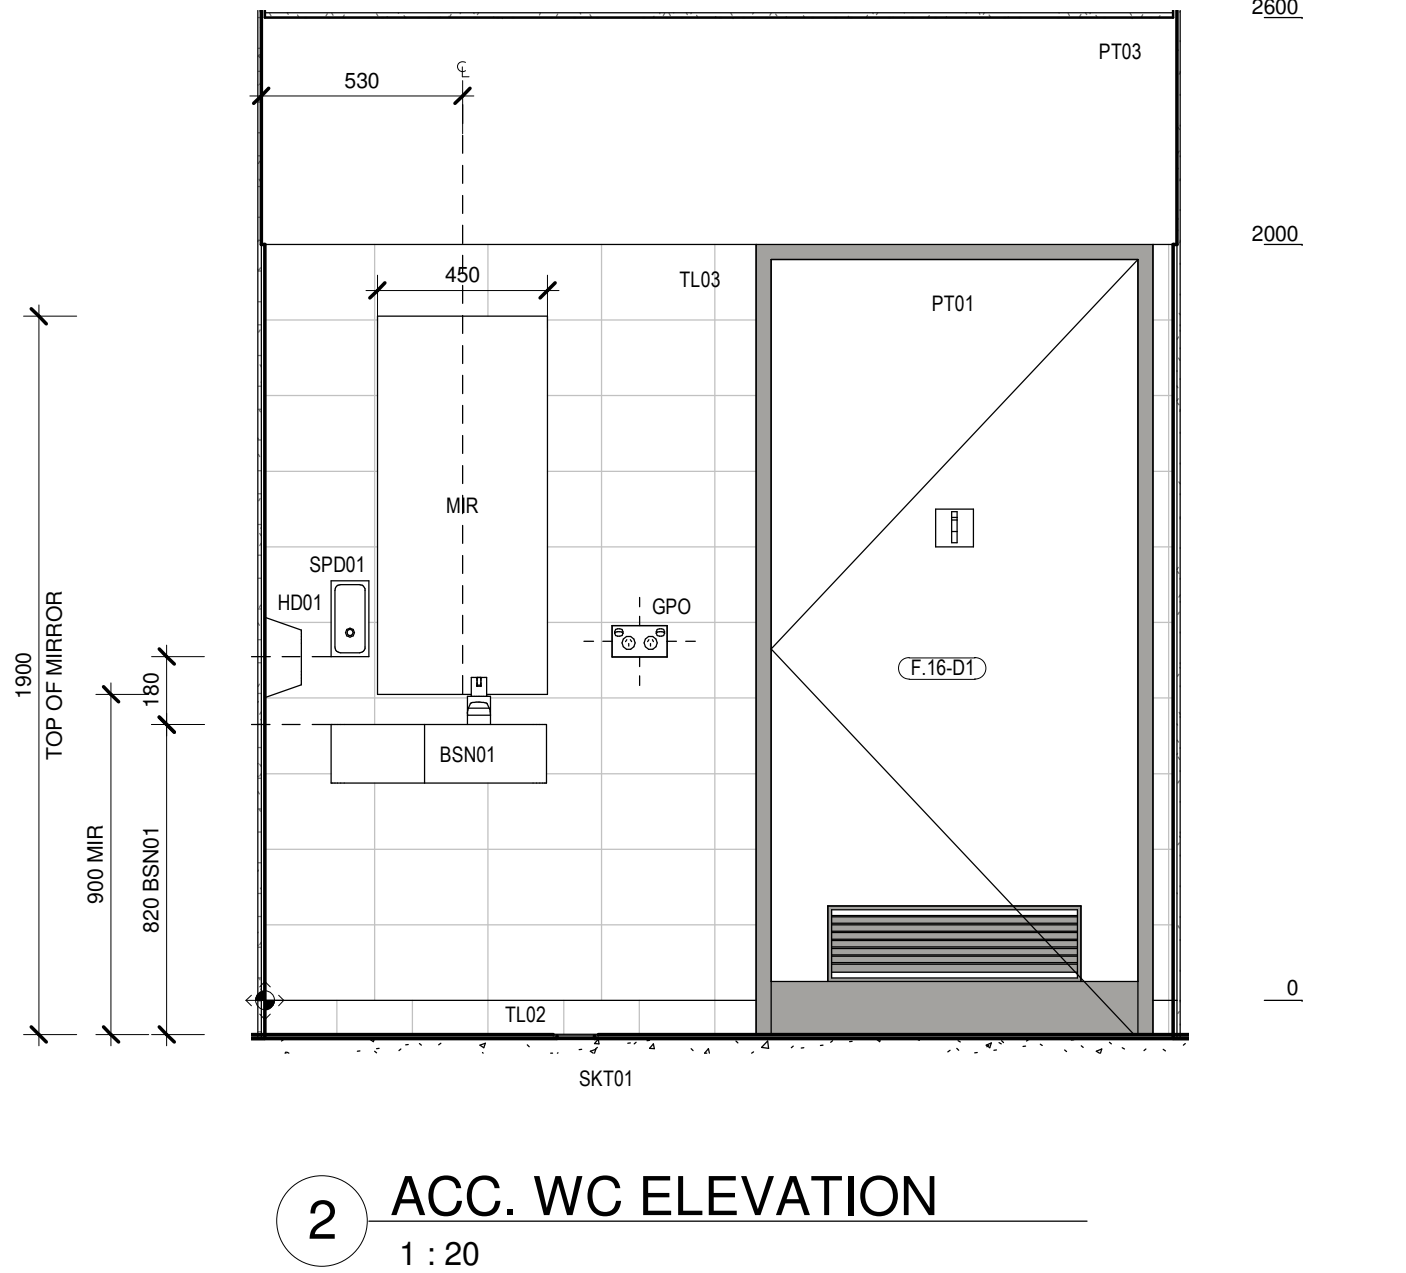 2600
PT03
℄
530
2000
450
TL03
PT01
MIR
SPD01
HD01
GPO
1900
TOP OF MIRROR
180
F.16-D1
BSN01
900 MIR
820 BSN01
0
TL02
SKT01
2
ACC. WC ELEVATION
1 : 20